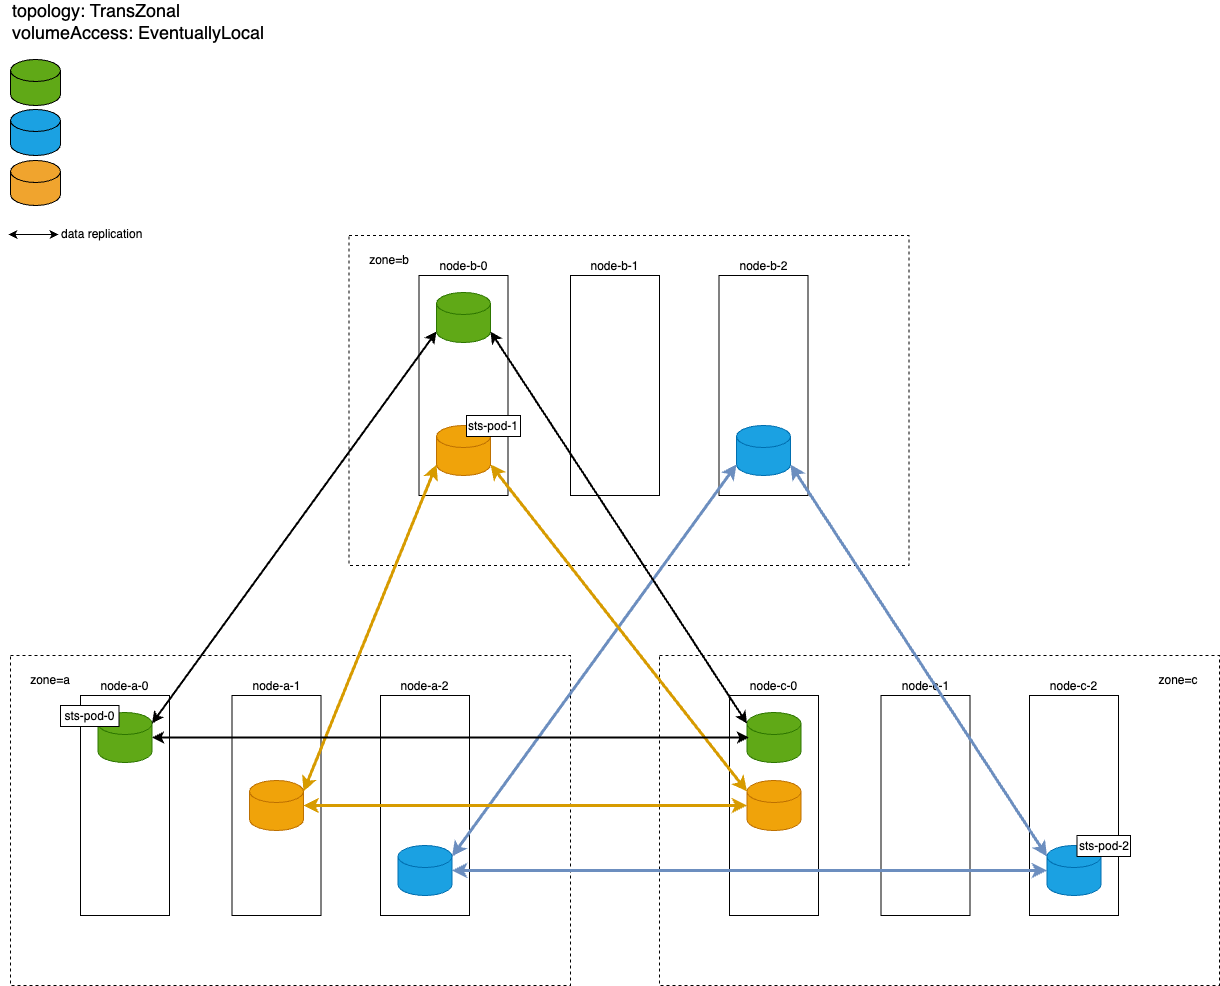 topology: TransZonal
volumeAccess: EventuallyLocal
data replication
zone=b
node-b-0
node-b-1
node-b-2
sts-pod-1
zone=a
node-a-0
node-a-1
node-a-2
sts-pod-0
node-c-0
node-c-1
node-c-2
zone=c
sts-pod-2